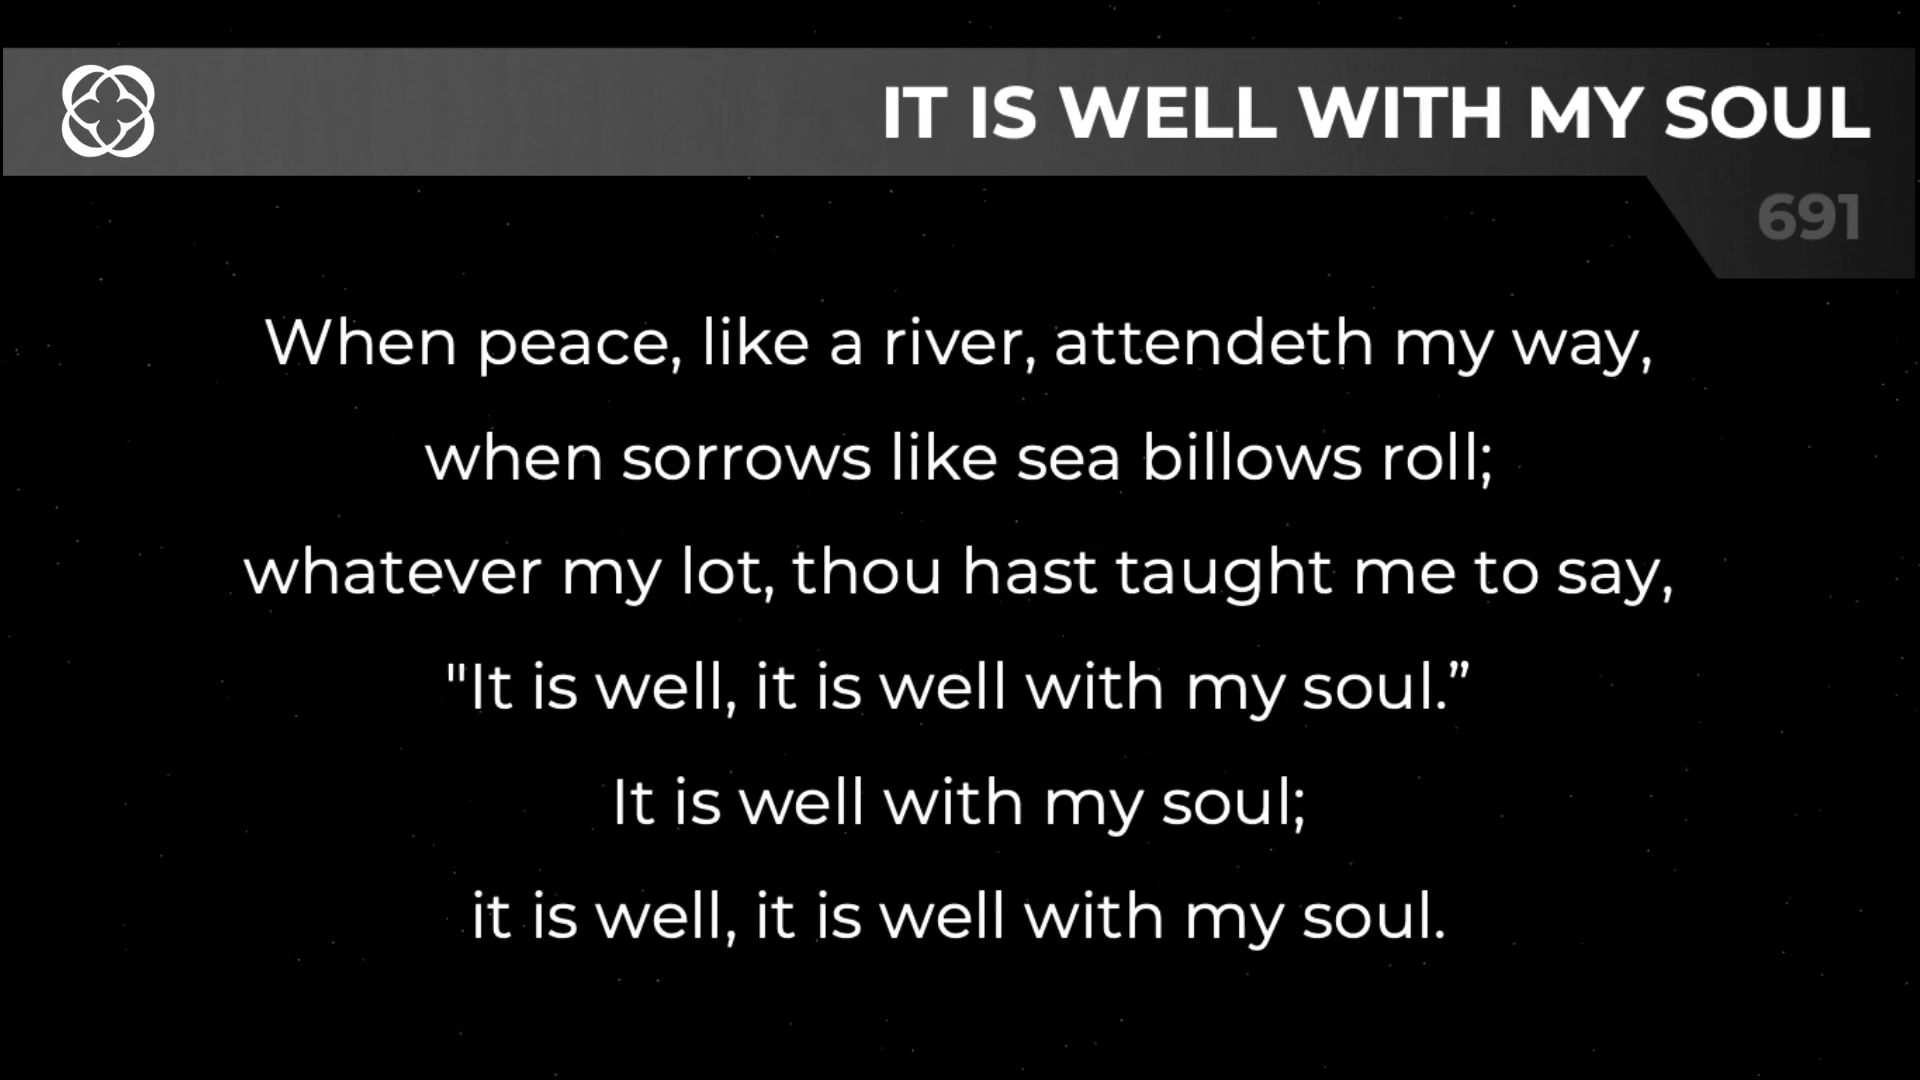 IT IS WELL WITH MY SOUL
691
When peace, like a river, attendeth my way,
when sorrows like sea billows roll;
whatever my lot, thou hast taught me to say,
"It is well, it is well with my soul.”
It is well with my soul;
it is well, it is well with my soul.